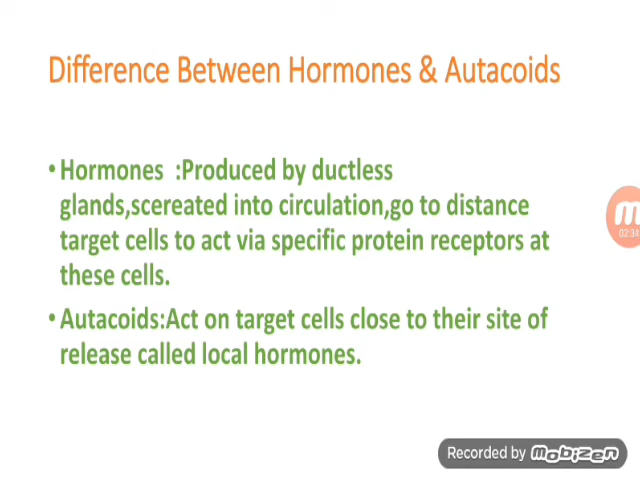 Difference Between Hormones & Autacoids
• Hormones :Produced by ductless
glands,scereated into circulation,go to distance
target cells to act via specific protein receptors at
these cells.
• Autacoids:Act on target cells close to their site of
release called local hormones.
M
02:34
Recorded by mobizen